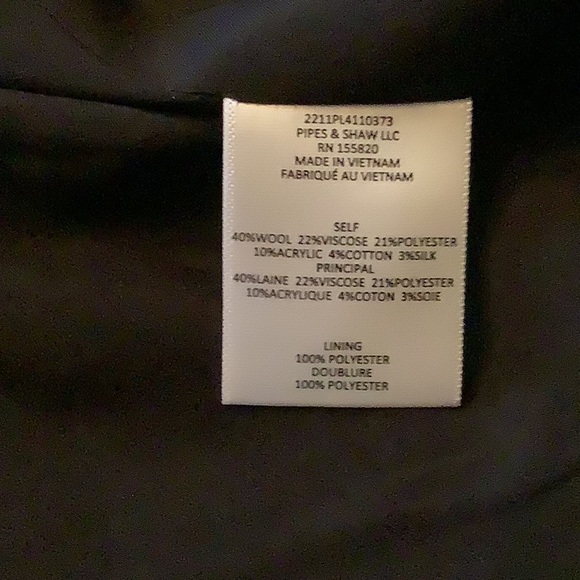 2211PL4110373
PIPES & SHAW LLC
RN 155820
MADE IN VIETNAM
FABRIQUÉ AU VIETNAM
SELF
40%WOOL 22%VISCOSE 21%POLYESTER
10%ACRYLIC 4%COTTON 3%SILK
PRINCIPAL
40%LAINE 22%VISCOSE 21%POLYESTER
10%ACRYLIQUE 4%COTON 3%SOIE
LINING
100% POLYESTER
DOUBLURE
100% POLYESTER